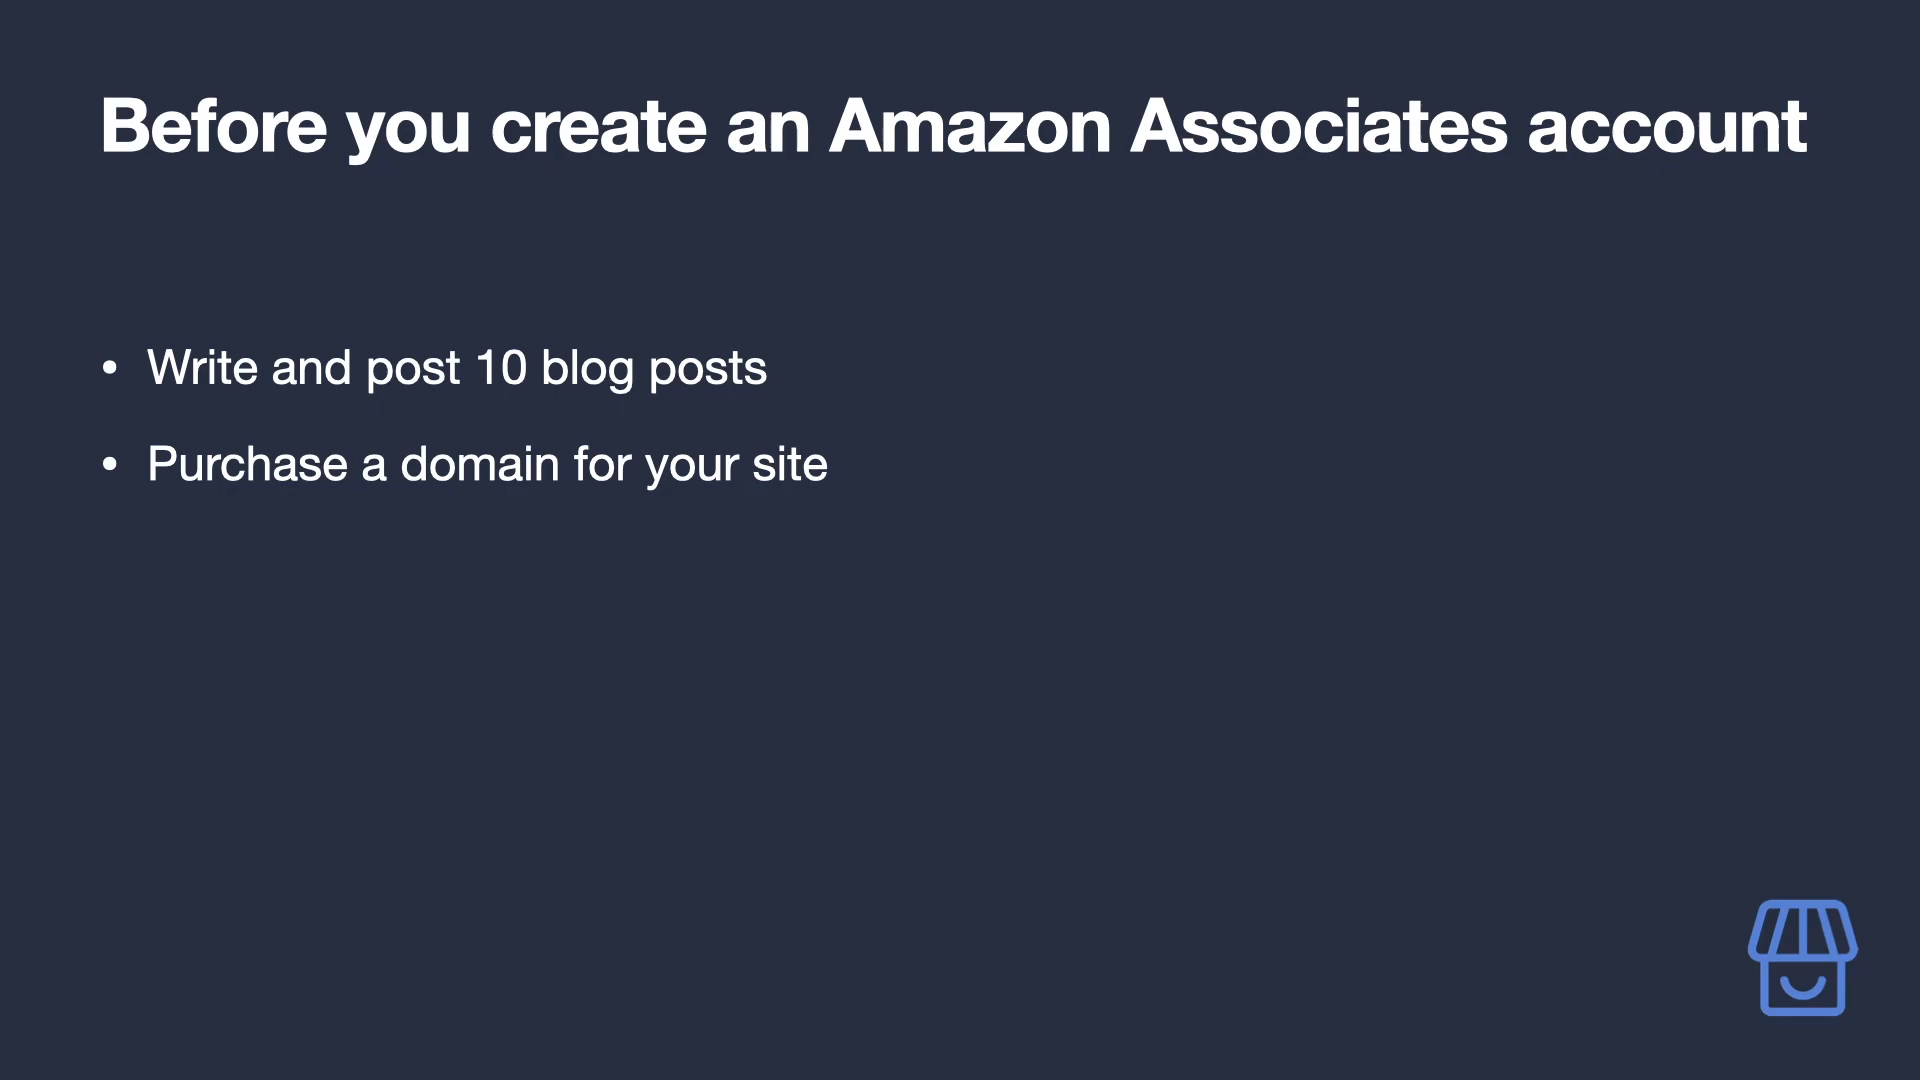 Before you create an Amazon Associates account
• Write and post 10 blog posts
• Purchase a domain for your site